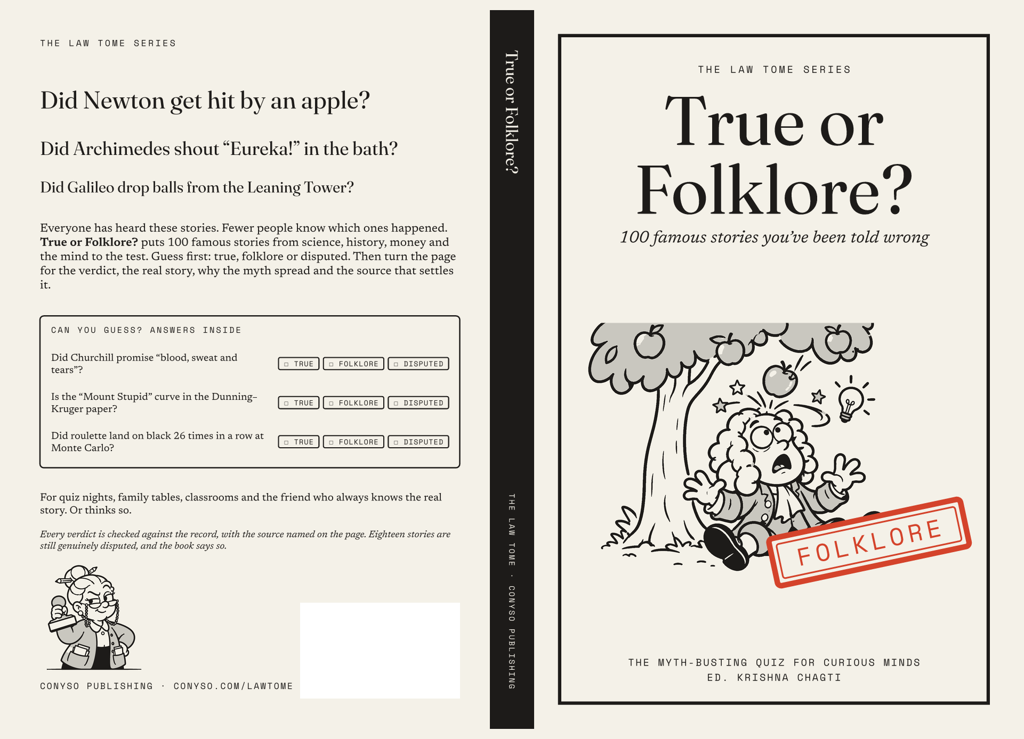 THE LAW TOME SERIES
Did Newton get hit by an apple?
Did Archimedes shout “Eureka!” in the bath?
Did Galileo drop balls from the Leaning Tower?
Everyone has heard these stories. Fewer people know which ones happened.
True or Folklore? puts 100 famous stories from science, history, money and
the mind to the test. Guess first: true, folklore or disputed. Then turn the page
for the verdict, the real story, why the myth spread and the source that settles
it.
CAN YOU GUESS? ANSWERS INSIDE
Did Churchill promise “blood, sweat and
tears”?
□ TRUE □ FOLKLORE □ DISPUTED
Is the “Mount Stupid” curve in the Dunning–
Kruger paper?
□ TRUE □ FOLKLORE □ DISPUTED
Did roulette land on black 26 times in a row at
Monte Carlo?
□ TRUE □ FOLKLORE □ DISPUTED
For quiz nights, family tables, classrooms and the friend who always knows the real
story. Or thinks so.
Every verdict is checked against the record, with the source named on the page. Eighteen stories are
still genuinely disputed, and the book says so.
CONYSO PUBLISHING · CONYSO.COM/LAWTOME
True or Folklore?
THE LAW TOME · CONYSO PUBLISHING
THE LAW TOME SERIES
True or
Folklore?
100 famous stories you’ve been told wrong
FOLKLORE
THE MYTH-BUSTING QUIZ FOR CURIOUS MINDS
ED. KRISHNA CHAGTI